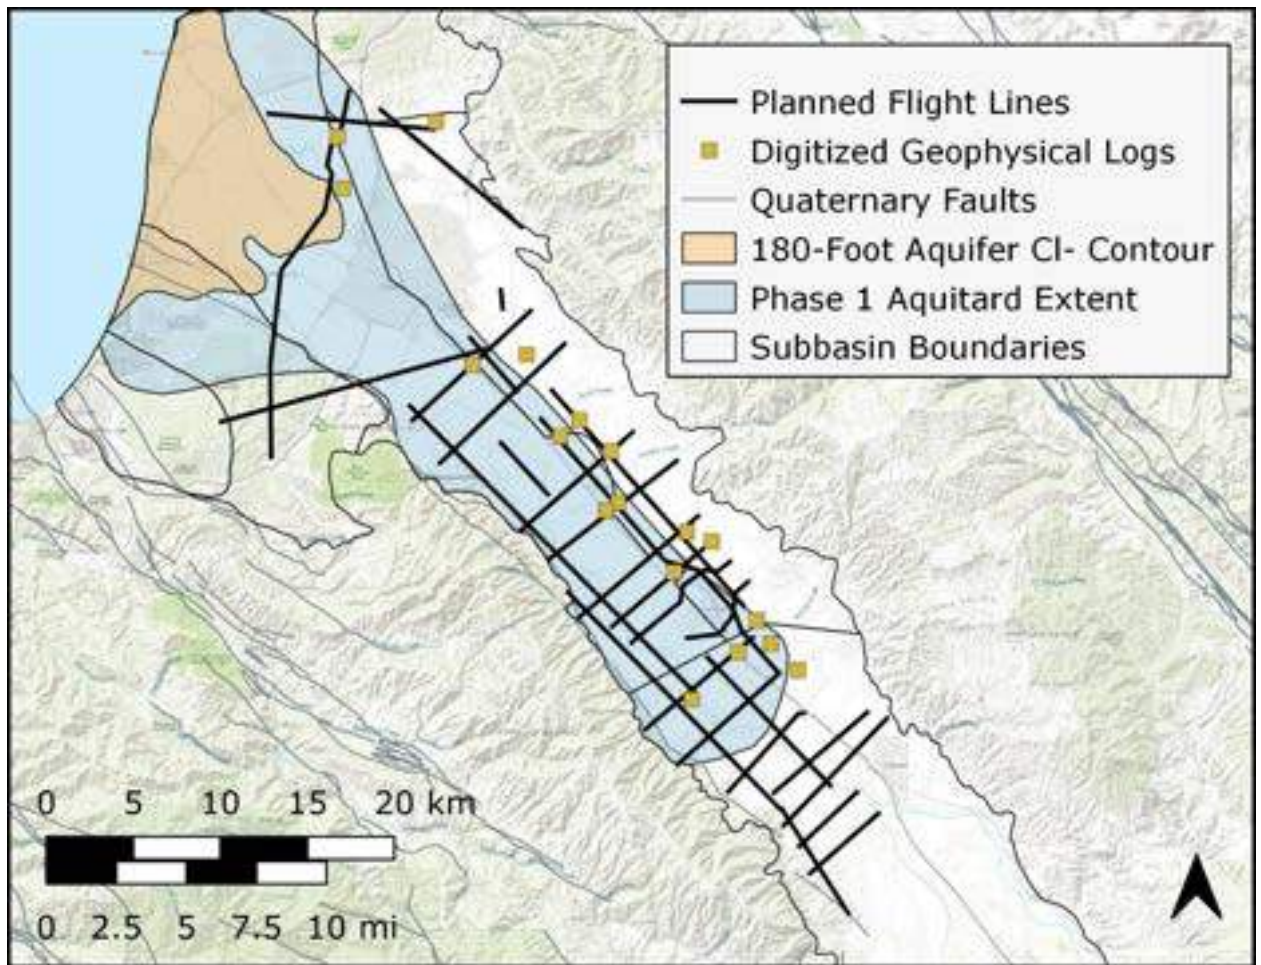 Planned Flight Lines
Digitized Geophysical Logs
Quaternary Faults
180-Foot Aquifer Cl- Contour
Phase 1 Aquitard Extent
Subbasin Boundaries
0 5 10 15 20 km
0 2.5 5 7.5 10 mi